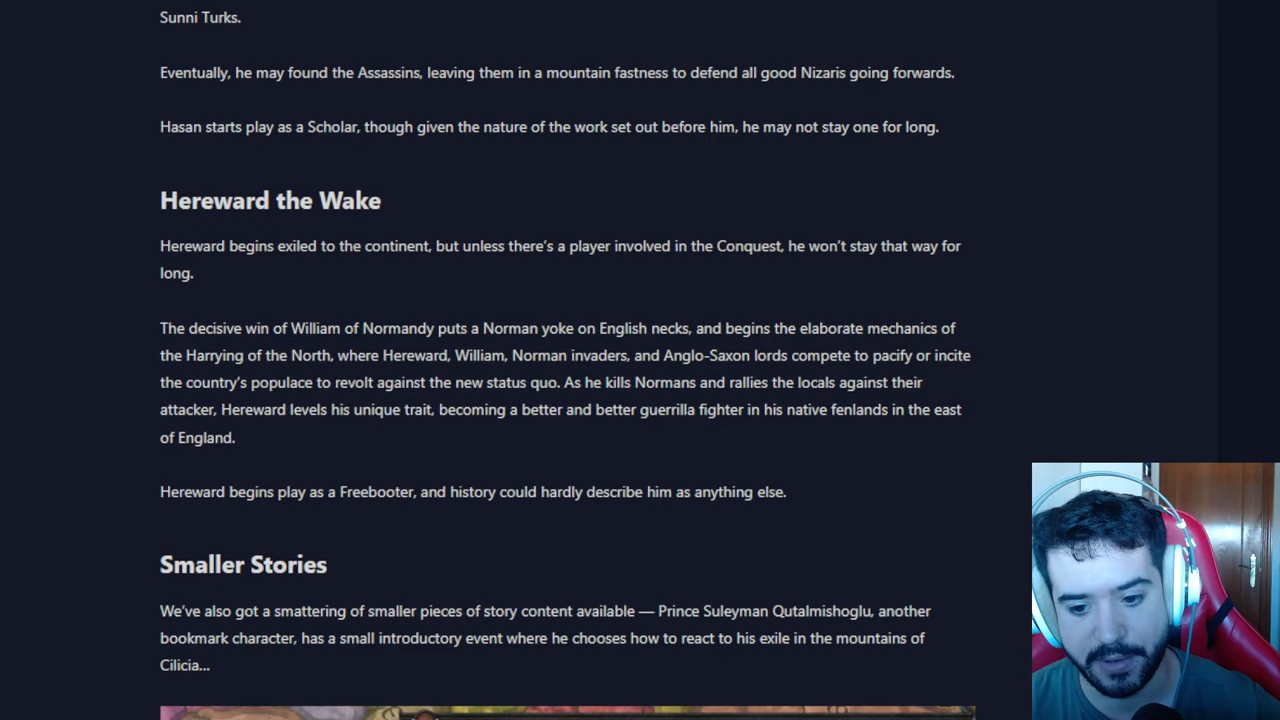 Sunni Turks.
Eventually, he may found the Assassins, leaving them in a mountain fastness to defend all good Nizaris going forwards.
Hasan starts play as a Scholar, though given the nature of the work set out before him, he may not stay one for long.
Hereward the Wake
Hereward begins exiled to the continent, but unless there's a player involved in the Conquest, he won't stay that way for
long.
The decisive win of William of Normandy puts a Norman yoke on English necks, and begins the elaborate mechanics of
the Harrying of the North, where Hereward, William, Norman invaders, and Anglo-Saxon lords compete to pacify or incite
the country's populace to revolt against the new status quo. As he kills Normans and rallies the locals against their
attacker, Hereward levels his unique trait, becoming a better and better guerrilla fighter in his native fenlands in the east
of England.
Hereward begins play as a Freebooter, and history could hardly describe him as anything else.
Smaller Stories
We've also got a smattering of smaller pieces of story content available — Prince Suleyman Qutalmishoglu, another
bookmark character, has a small introductory event where he chooses how to react to his exile in the mountains of
Cilicia...